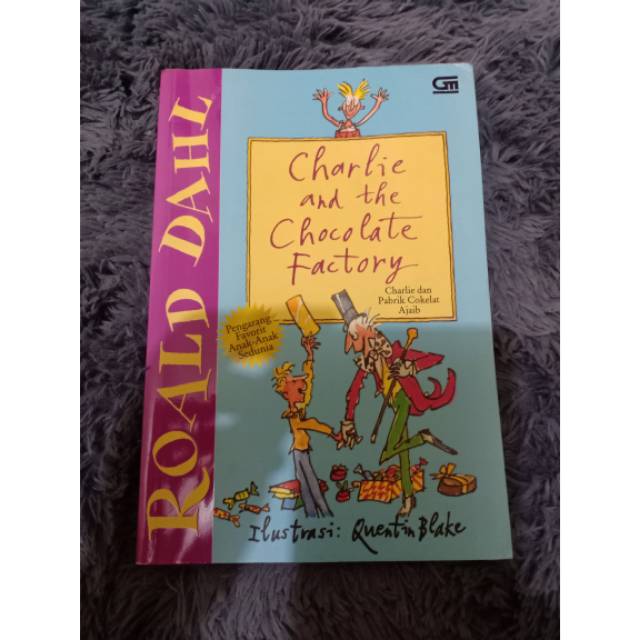 ROALD DAHL
GM
Charlie
and the
Chocolate
Factory
Charlie dan
Pabrik Cokelat
Ajaib
Pengarang
Favorit
Anak-Anak
Sedunia
Ilustrasi: Quentin Blake